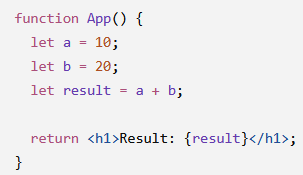 function App() {
  let a = 10;
  let b = 20;
  let result = a + b;

  return <h1>Result: {result}</h1>;
}